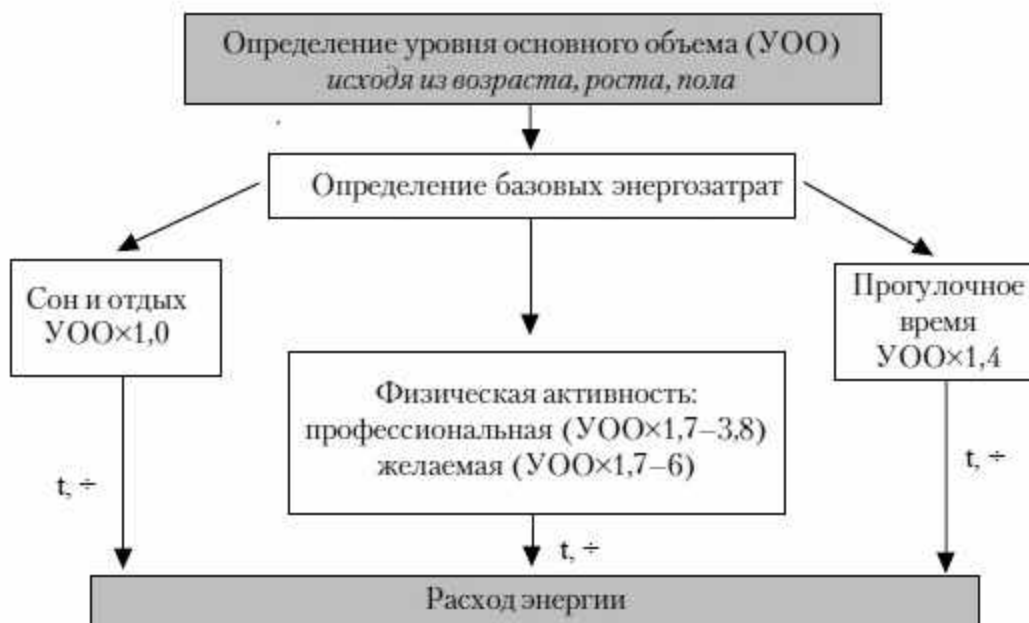 Определение уровня основного объема (УОО)
исходя из возраста, роста, пола
Определение базовых энергозатрат
Сон и отдых
УОО×1,0
Прогулочное
время
УОО×1,4
Физическая активность:
профессиональная (УОО×1,7–3,8)
желаемая (УОО×1,7–6)
t, ÷
t, ÷
t, ÷
Расход энергии